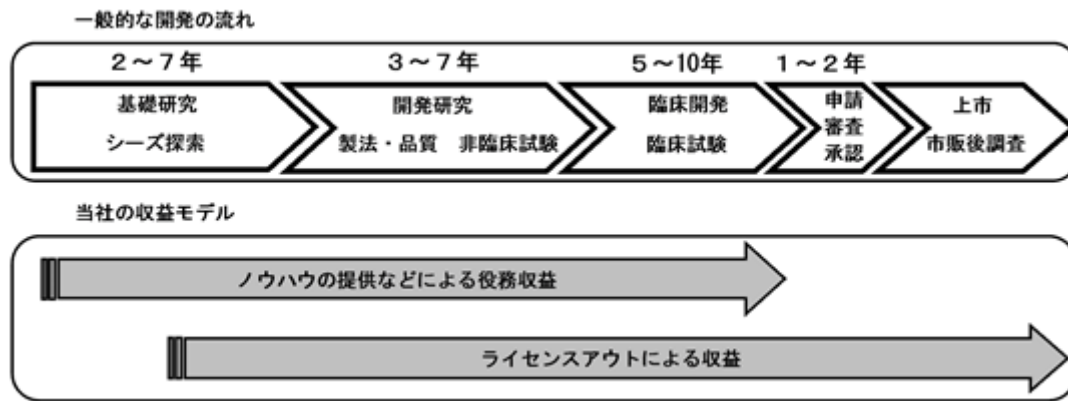 一般的な開発の流れ
2~7年
3~7年
5~10年
1~2年
基礎研究
シーズ探索
開発研究
製法・品質 非臨床試験
臨床開発
臨床試験
申請
審査
承認
上市
市販後調査
当社の収益モデル
ノウハウの提供などによる役務収益
ライセンスアウトによる収益